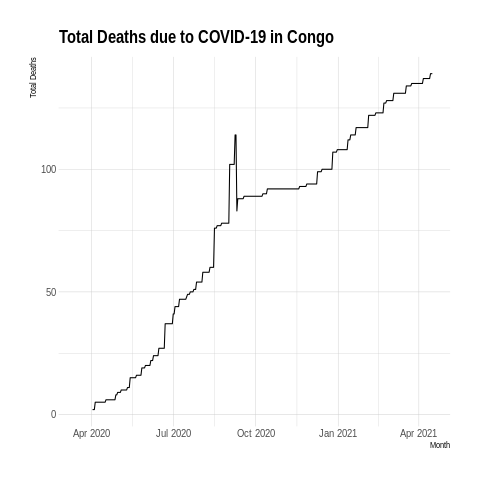 Total Deaths due to COVID-19 in Congo
Total Deaths
100
50
0
Apr 2020 Jul 2020 Oct 2020 Jan 2021 Apr 2021
Month